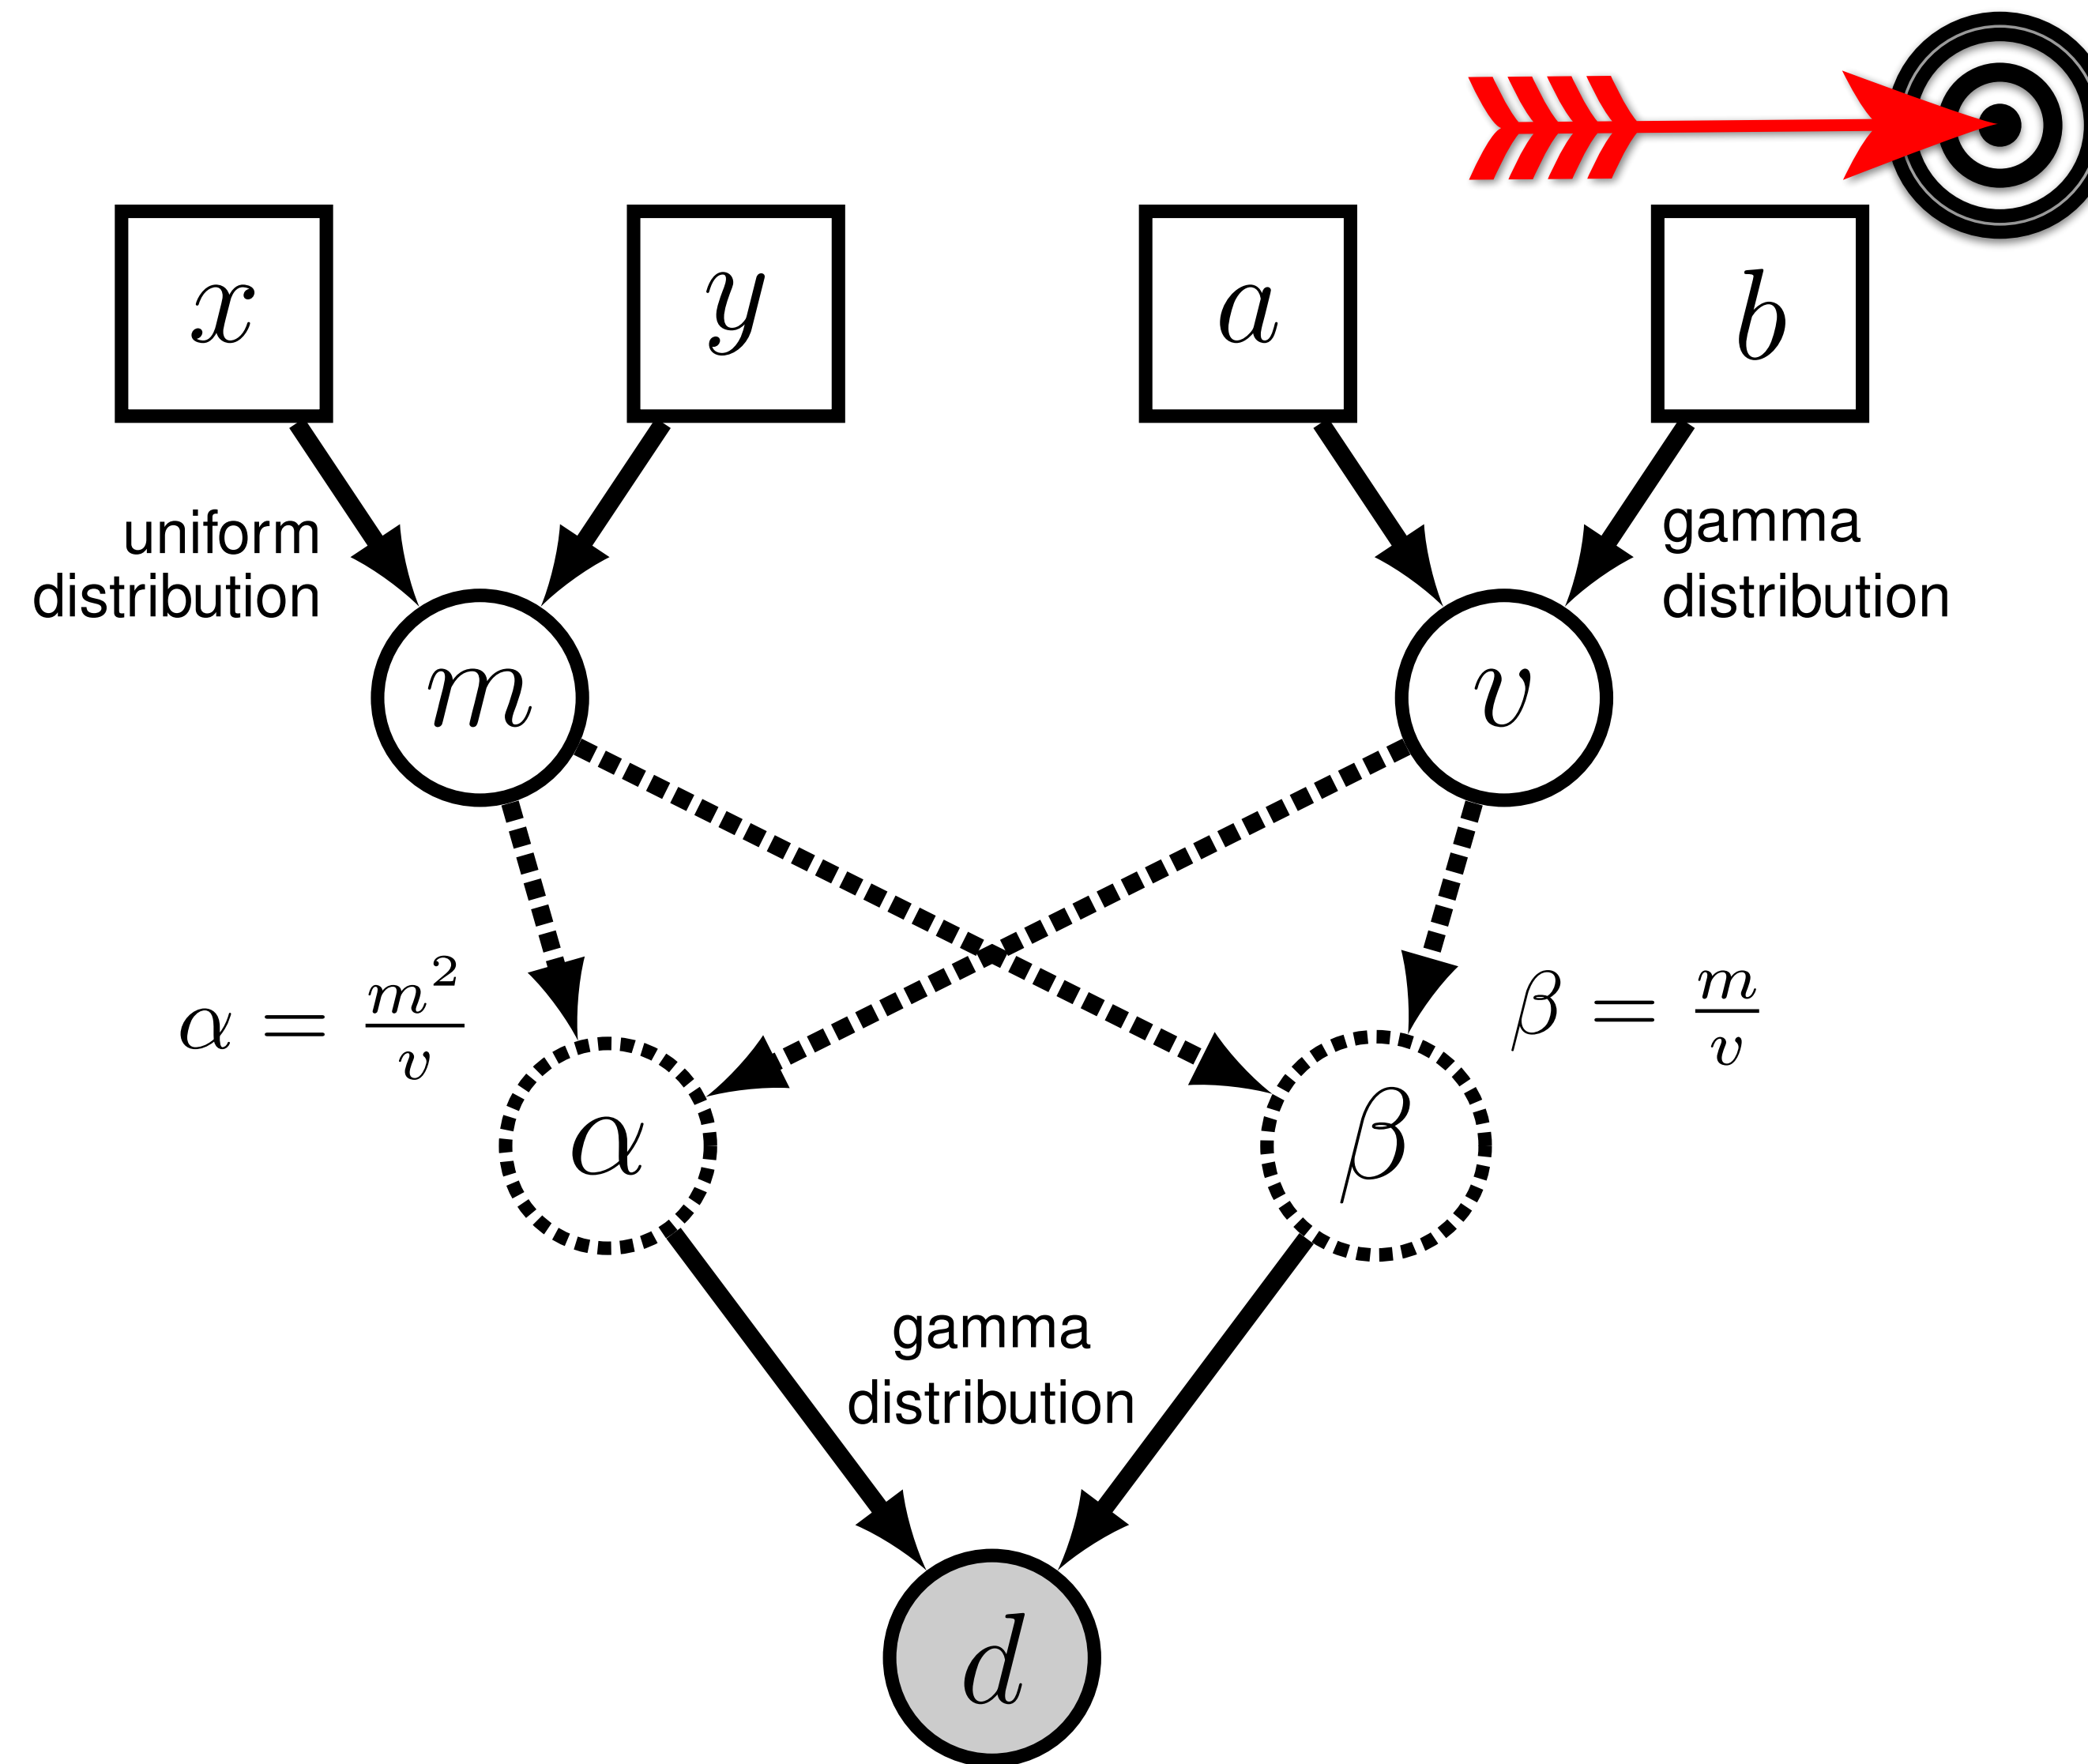 x
y
a
b
uniform
distribution
gamma
distribution
m
v
α = m²/v
β = m/v
α
β
gamma
distribution
d